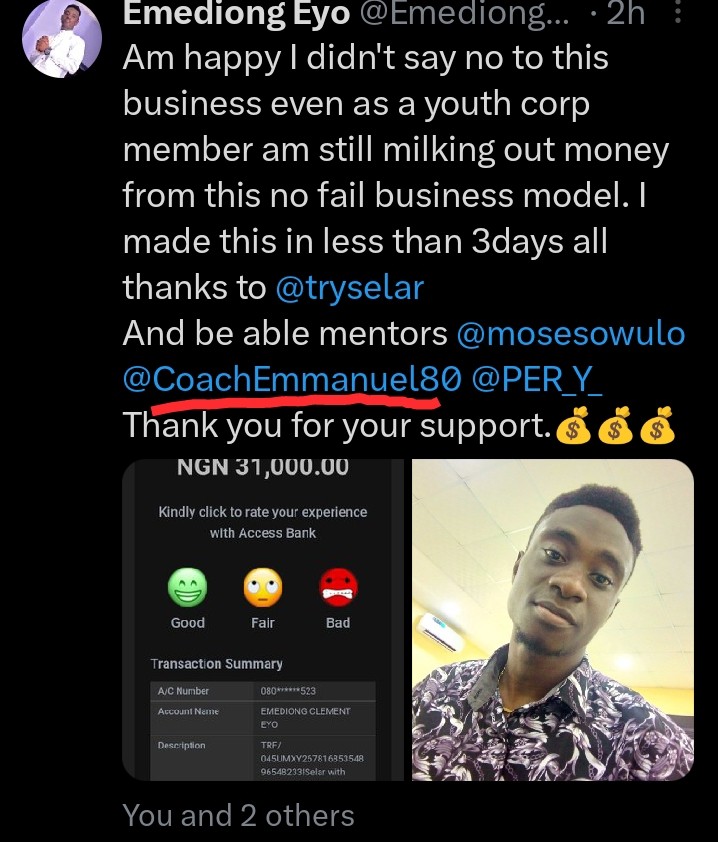 Emediong Eyo @Emediong... · 2h
Am happy I didn't say no to this
business even as a youth corp
member am still milking out money
from this no fail business model. I
made this in less than 3days all
thanks to @tryselar
And be able mentors @mosesowulo
@CoachEmmanuel80 @PER_Y_
Thank you for your support.💰💰💰
NGN 31,000.00
Kindly click to rate your experience
with Access Bank
Good Fair Bad
Transaction Summary
A/C Number 080******523
Account Name EMEDIONG CLEMENT
EYO
Description TRF/
045UMXY257816853548
96548233ISelar with
You and 2 others